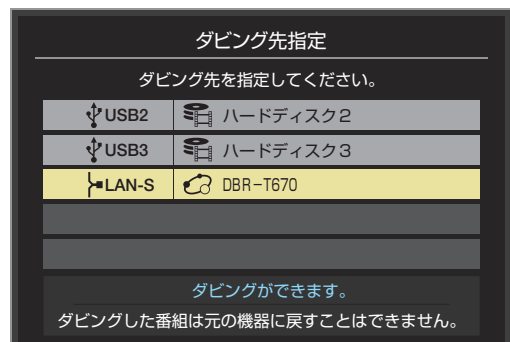 ダビング先指定
ダビング先を指定してください。
USB2 ハードディスク2
USB3 ハードディスク3
LAN-S DBR-T670
ダビングができます。
ダビングした番組は元の機器に戻すことはできません。